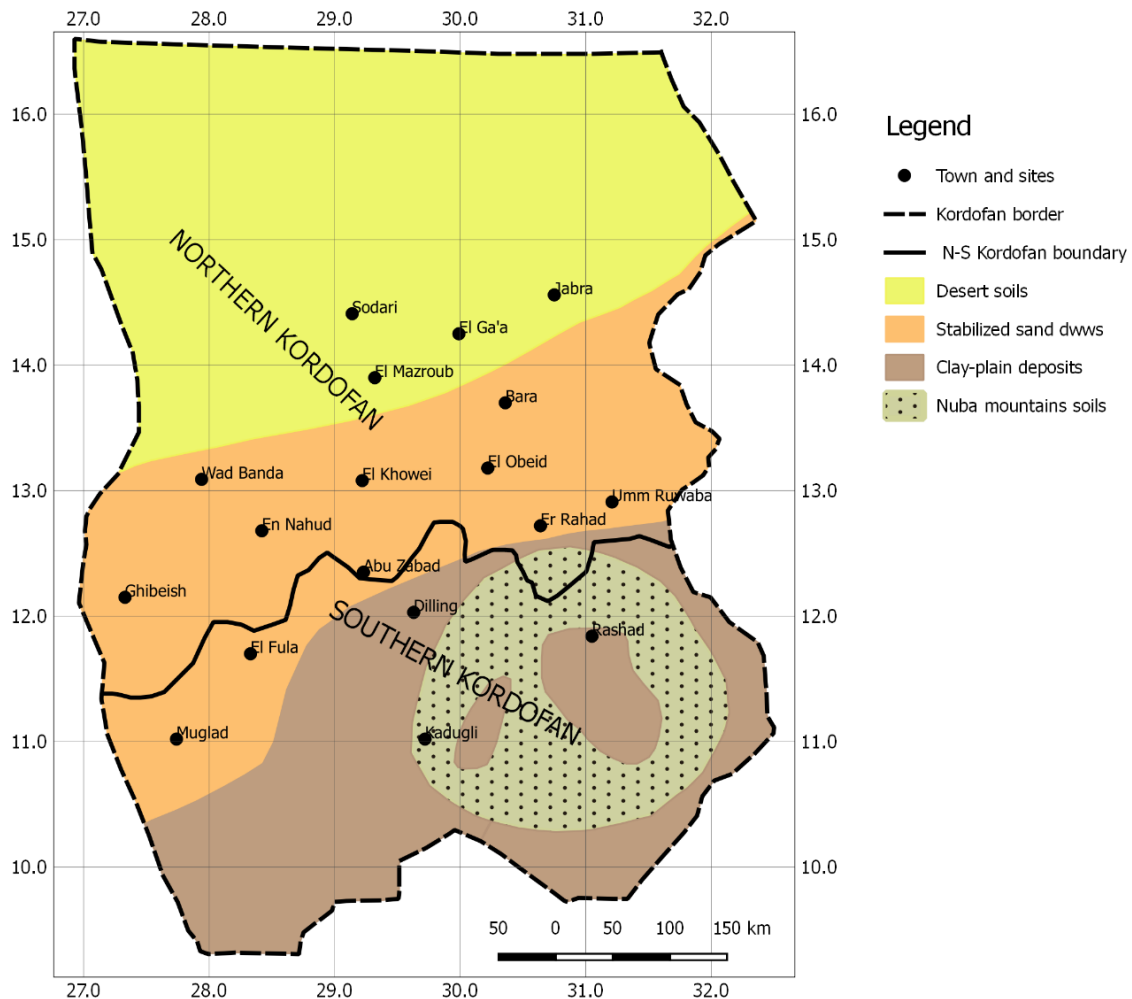 27.0 28.0 29.0 30.0 31.0 32.0
16.0 16.0
15.0 15.0
14.0 14.0
13.0 13.0
12.0 12.0
11.0 11.0
10.0 10.0
27.0 28.0 29.0 30.0 31.0 32.0
NORTHERN KORDOFAN
Jabra
Sodari
El Ga'a
El Mazroub
Bara
Wad Banda
El Khowei
El Obeid
Umm Ruwaba
En Nahud
Er Rahad
Abu Zabad
Ghibeish
Dilling
SOUTHERN KORDOFAN
Rashad
El Fula
Muglad
Kadugli
50 0 50 100 150 km
Legend
Town and sites
Kordofan border
N-S Kordofan boundary
Desert soils
Stabilized sand dwws
Clay-plain deposits
Nuba mountains soils